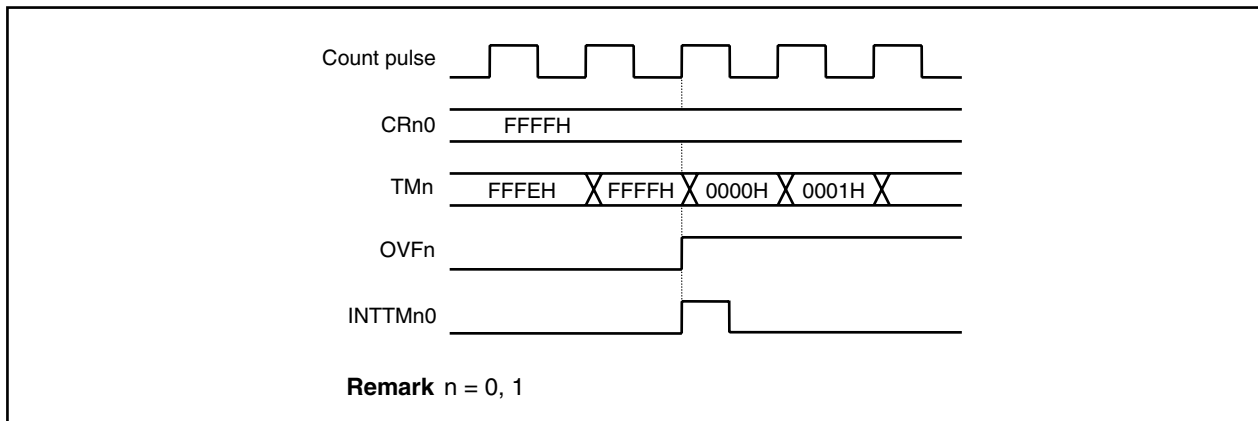 Count pulse
CRn0 FFFFH
TMn FFFEH FFFFH 0000H 0001H
OVFn
INTTMn0
Remark n = 0, 1